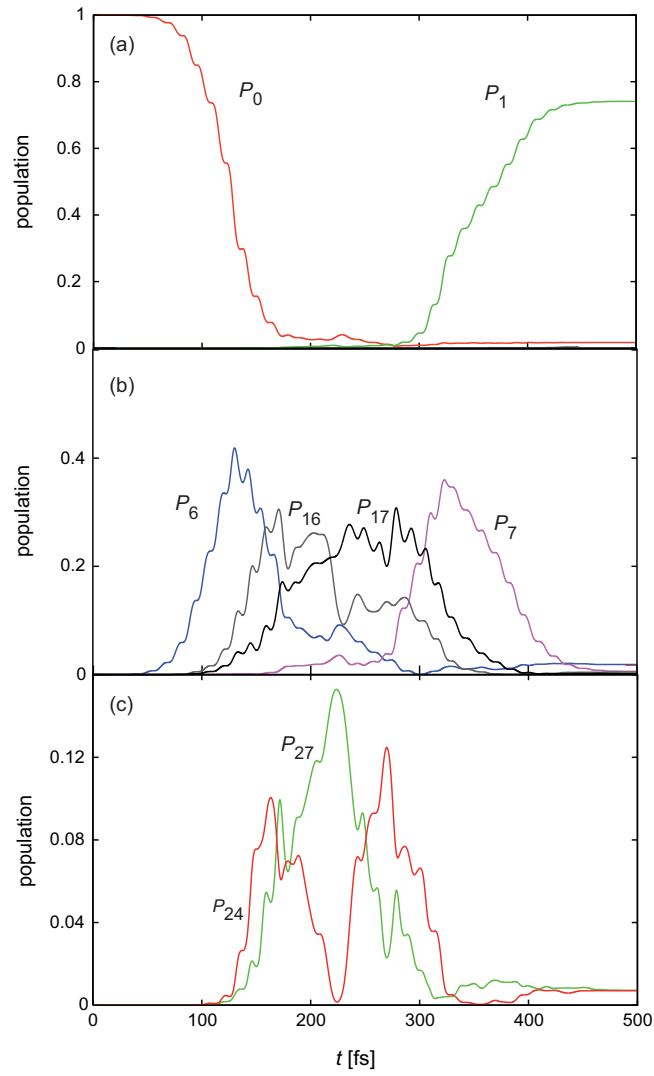 (a)
P0
P1
population
1
0.8
0.6
0.4
0.2
0
(b)
P6
P16
P17
P7
population
0.4
0.2
0
(c)
P27
P24
population
0.12
0.08
0.04
0
0 100 200 300 400 500
t [fs]